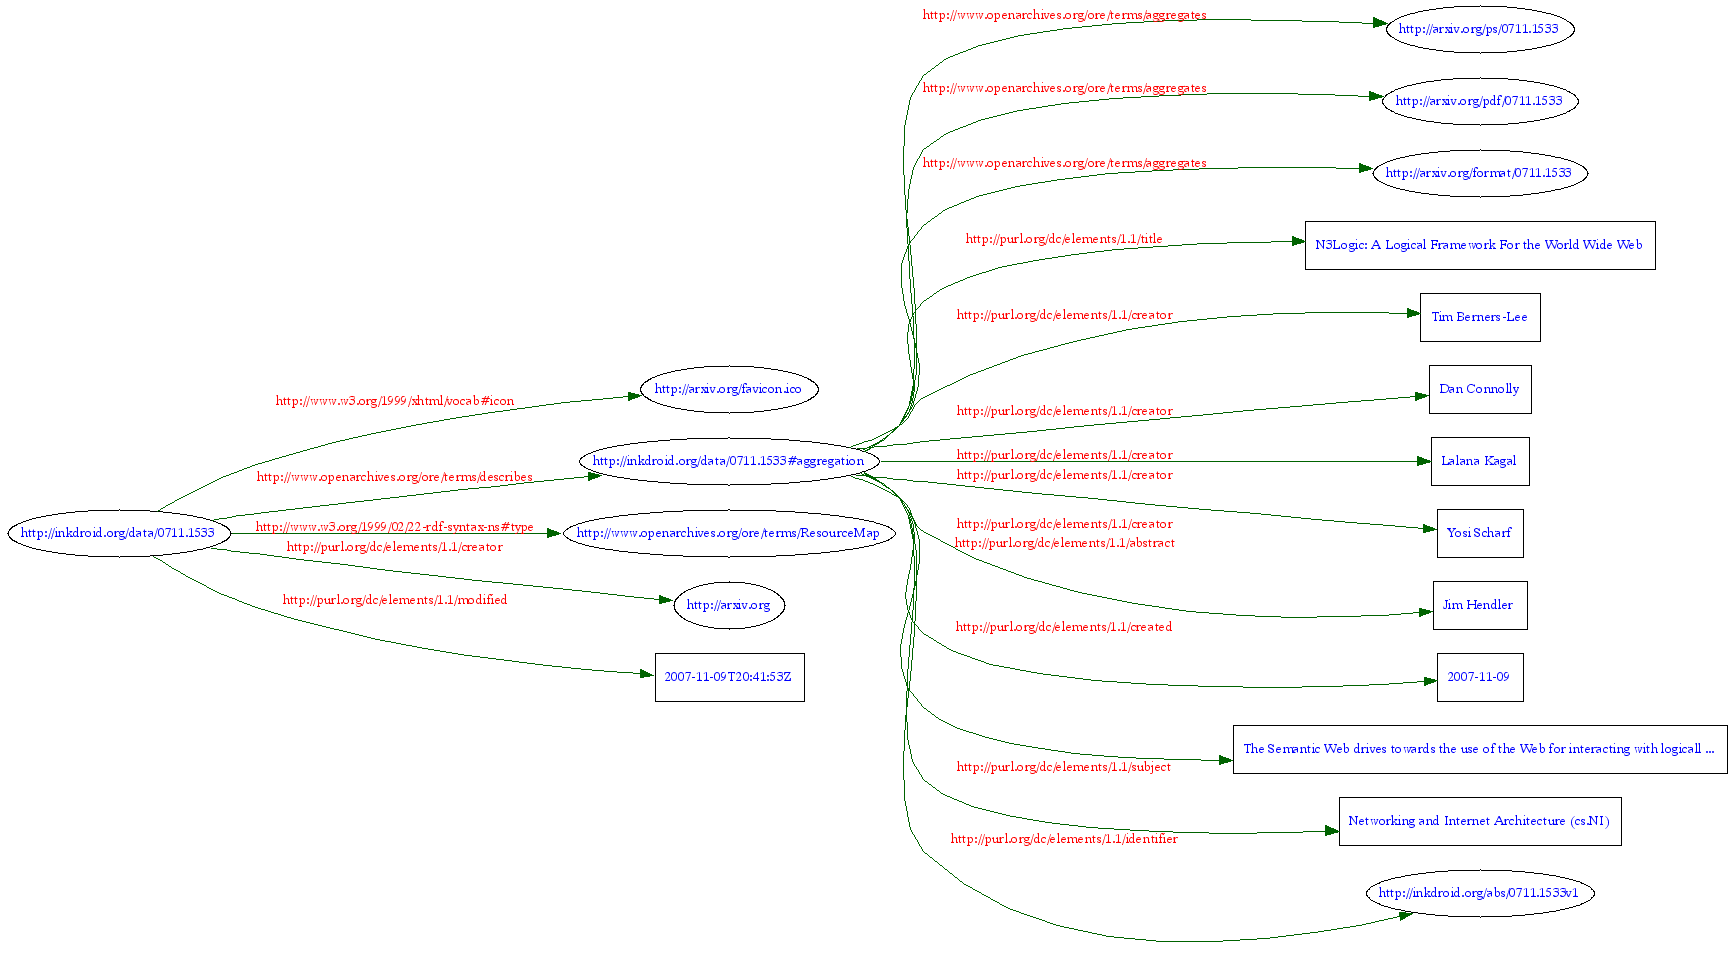 http://www.openarchives.org/ore/terms/aggregates
http://arxiv.org/ps/0711.1533
http://www.openarchives.org/ore/terms/aggregates
http://arxiv.org/pdf/0711.1533
http://www.openarchives.org/ore/terms/aggregates
http://arxiv.org/format/0711.1533
http://purl.org/dc/elements/1.1/title
N3Logic: A Logical Framework For the World Wide Web
http://purl.org/dc/elements/1.1/creator
Tim Berners-Lee
http://arxiv.org/favicon.ico
Dan Connolly
http://www.w3.org/1999/xhtml/vocab#icon
http://purl.org/dc/elements/1.1/creator
http://purl.org/dc/elements/1.1/creator
http://inkdroid.org/data/0711.1533#aggregation
Lalana Kagal
http://www.openarchives.org/ore/terms/describes
http://purl.org/dc/elements/1.1/creator
http://inkdroid.org/data/0711.1533
http://www.w3.org/1999/02/22-rdf-syntax-ns#type
http://www.openarchives.org/ore/terms/ResourceMap
http://purl.org/dc/elements/1.1/creator
Yosi Scharf
http://purl.org/dc/elements/1.1/creator
http://purl.org/dc/elements/1.1/abstract
http://purl.org/dc/elements/1.1/modified
http://arxiv.org
Jim Hendler
http://purl.org/dc/elements/1.1/created
2007-11-09T20:41:53Z
2007-11-09
The Semantic Web drives towards the use of the Web for interacting with logicall ...
http://purl.org/dc/elements/1.1/subject
Networking and Internet Architecture (cs.NI)
http://purl.org/dc/elements/1.1/identifier
http://inkdroid.org/abs/0711.1533v1